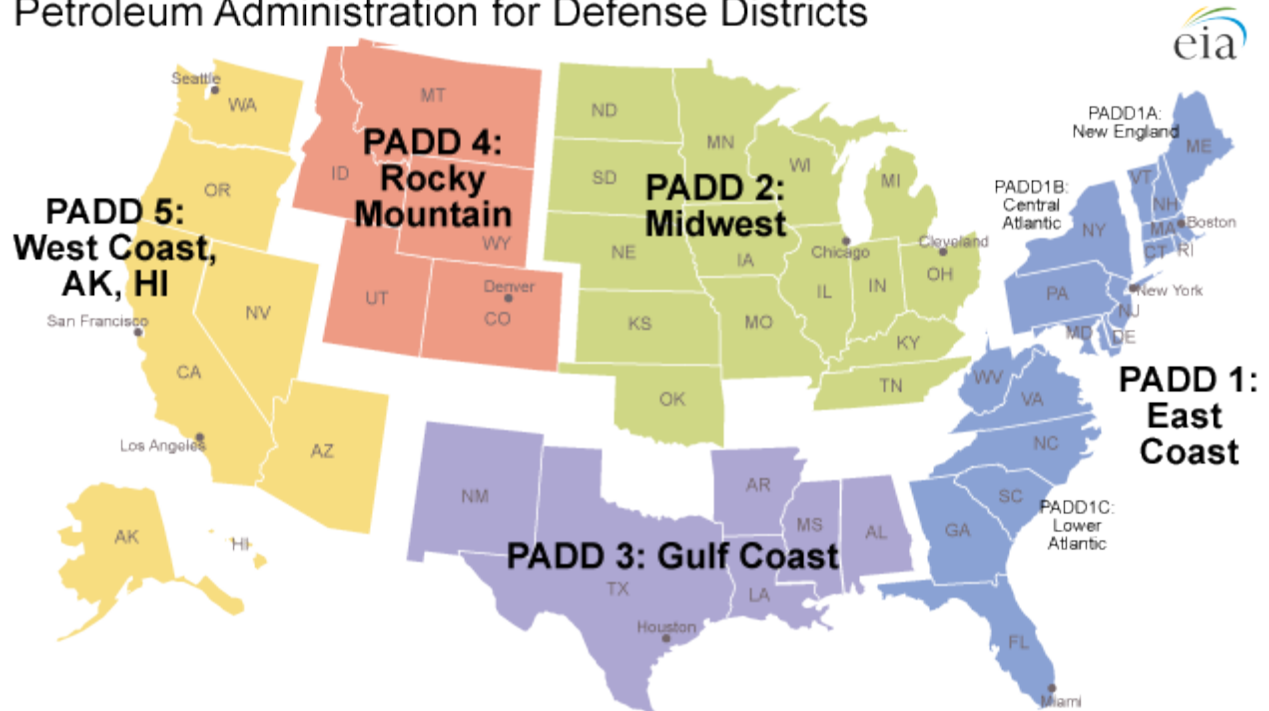 Petroleum Administration for Defense Districts
eia
Seattle
WA
OR
PADD 5:
West Coast,
AK, HI
San Francisco
NV
CA
Los Angeles
AZ
AK
HI
MT
PADD 4:
ID
Rocky
Mountain
WY
UT
Denver
CO
ND
MN
SD
PADD 2:
Midwest
WI
MI
NE
IA
Chicago
Cleveland
IL
IN
OH
KS
MO
KY
OK
TN
NM
AR
MS
AL
PADD 3: Gulf Coast
TX
LA
Houston
PADD1A:
New England
ME
VT
NH
PADD1B:
Central
Atlantic
NY
MA
Boston
CT
RI
PA
New York
NJ
MD
DE
WV
VA
PADD 1:
East
Coast
NC
SC
GA
PADD1C:
Lower
Atlantic
FL
Miami